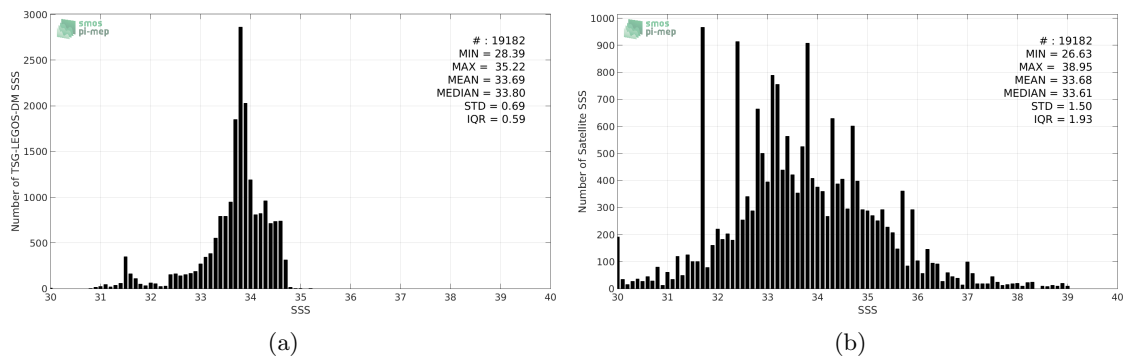 smos
pi-mep
3000
2500
2000
1500
1000
500
0
Number of TSG-LEGOS-DM SSS
# : 19182
MIN = 28.39
MAX = 35.22
MEAN = 33.69
MEDIAN = 33.80
STD = 0.69
IQR = 0.59
30 31 32 33 34 35 36 37 38 39 40
SSS
(a)
smos
pi-mep
1000
900
800
700
600
500
400
300
200
100
0
Number of Satellite SSS
# : 19182
MIN = 26.63
MAX = 38.95
MEAN = 33.68
MEDIAN = 33.61
STD = 1.50
IQR = 1.93
30 31 32 33 34 35 36 37 38 39 40
SSS
(b)